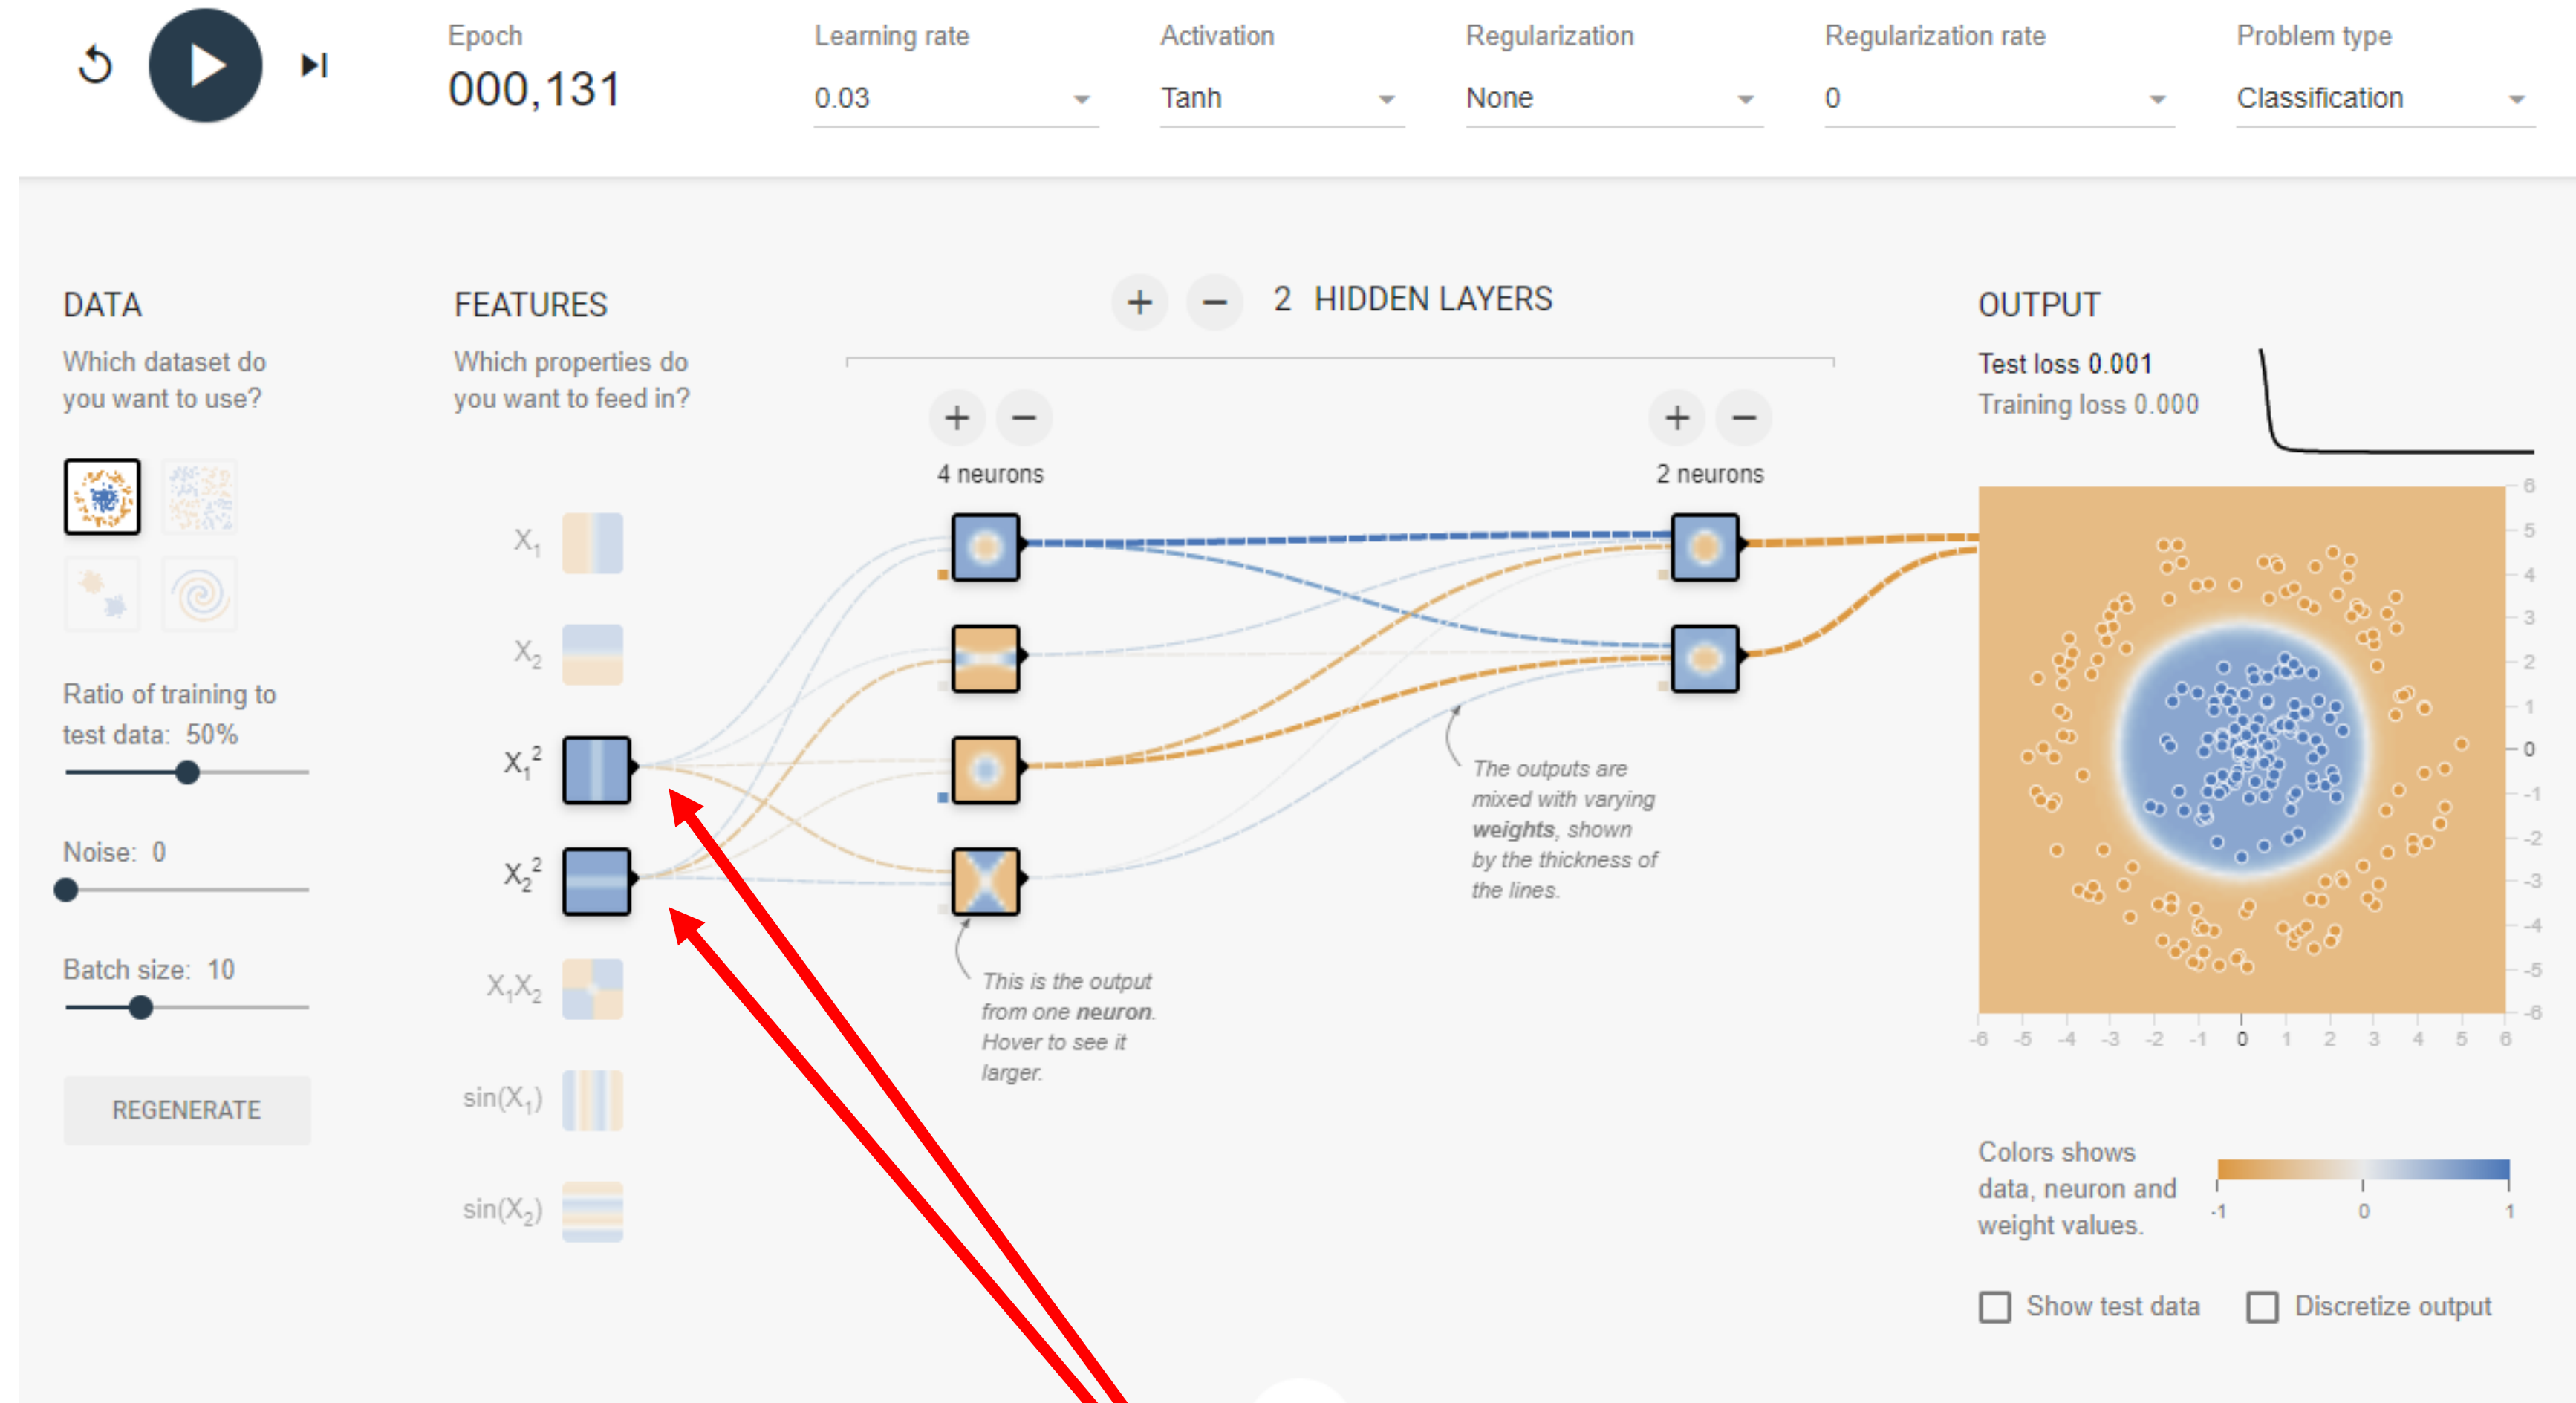 Epoch
000,131
Learning rate
0.03
Activation
Tanh
Regularization
None
Regularization rate
0
Problem type
Classification
DATA
Which dataset do
you want to use?
Ratio of training to
test data: 50%
Noise: 0
Batch size: 10
REGENERATE
FEATURES
Which properties do
you want to feed in?
X₁
X₂
X₁²
X₂²
X₁X₂
sin(X₁)
sin(X₂)
+ − 2 HIDDEN LAYERS
+ −
4 neurons
+ −
2 neurons
This is the output
from one neuron.
Hover to see it
larger.
The outputs are
mixed with varying
weights, shown
by the thickness of
the lines.
OUTPUT
Test loss 0.001
Training loss 0.000
6
5
4
3
2
1
0
-1
-2
-3
-4
-5
-6
-6 -5 -4 -3 -2 -1 0 1 2 3 4 5 6
Colors shows
data, neuron and
weight values.
-1 0 1
Show test data
Discretize output